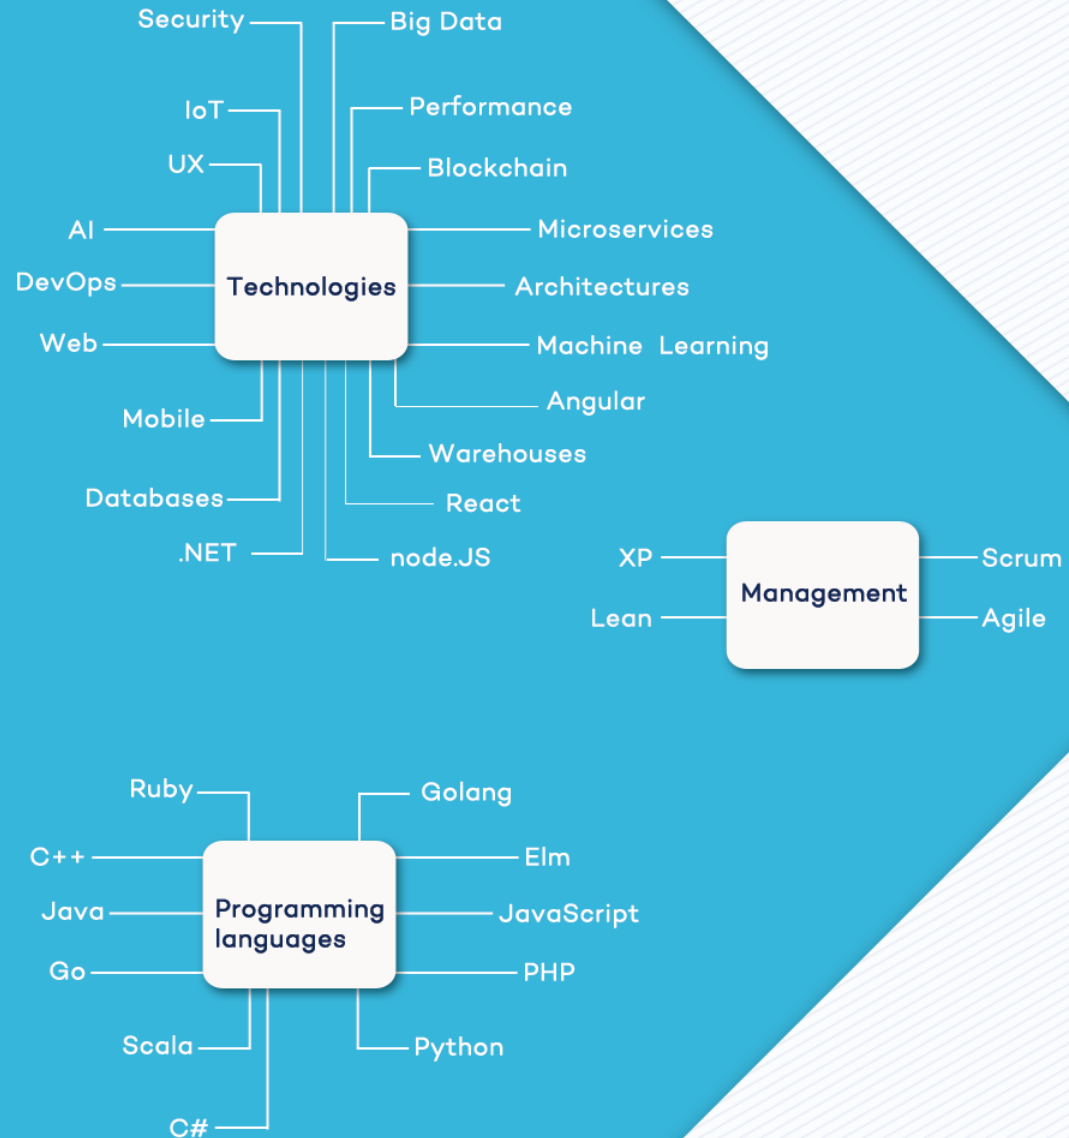 Security
Big Data
IoT
Performance
UX
Blockchain
AI
Microservices
DevOps
Technologies
Architectures
Web
Machine Learning
Angular
Mobile
Warehouses
Databases
React
.NET
node.JS
XP
Scrum
Management
Lean
Agile
Ruby
Golang
C++
Elm
Java
Programming
languages
JavaScript
Go
PHP
Scala
Python
C#